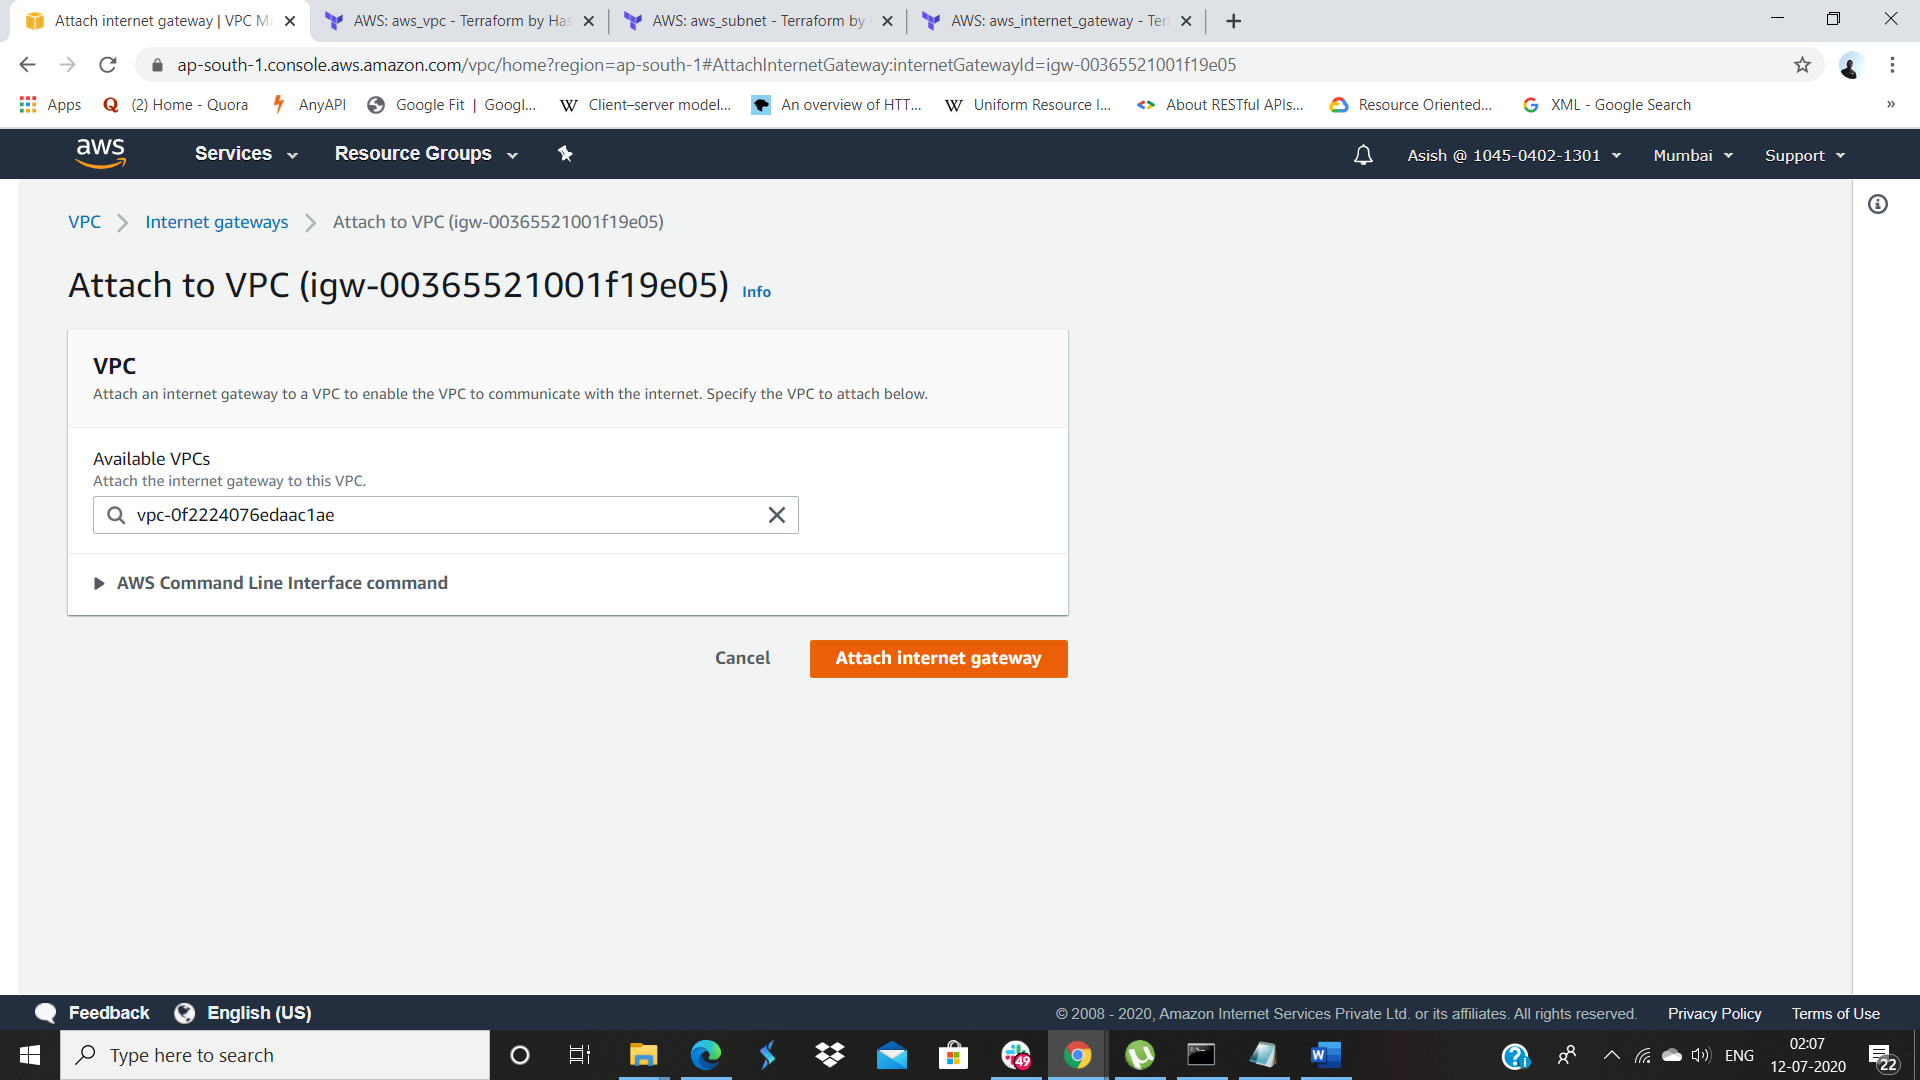 Attach internet gateway | VPC Ma
AWS: aws_vpc - Terraform by Has
AWS: aws_subnet - Terraform by
AWS: aws_internet_gateway - Ter
ap-south-1.console.aws.amazon.com/vpc/home?region=ap-south-1#AttachInternetGateway:internetGatewayId=igw-00365521001f19e05
Apps
(2) Home - Quora
AnyAPI
Google Fit | Googl...
Client–server model...
An overview of HTT...
Uniform Resource I...
About RESTful APIs...
Resource Oriented...
XML - Google Search
»
aws
Services
Resource Groups
Asish @ 1045-0402-1301
Mumbai
Support
VPC
Internet gateways
Attach to VPC (igw-00365521001f19e05)
Attach to VPC (igw-00365521001f19e05) Info
VPC
Attach an internet gateway to a VPC to enable the VPC to communicate with the internet. Specify the VPC to attach below.
Available VPCs
Attach the internet gateway to this VPC.
vpc-0f2224076edaac1ae
AWS Command Line Interface command
Cancel
Attach internet gateway
Feedback
English (US)
© 2008 - 2020, Amazon Internet Services Private Ltd. or its affiliates. All rights reserved.
Privacy Policy
Terms of Use
Type here to search
49
ENG
02:07
12-07-2020
22